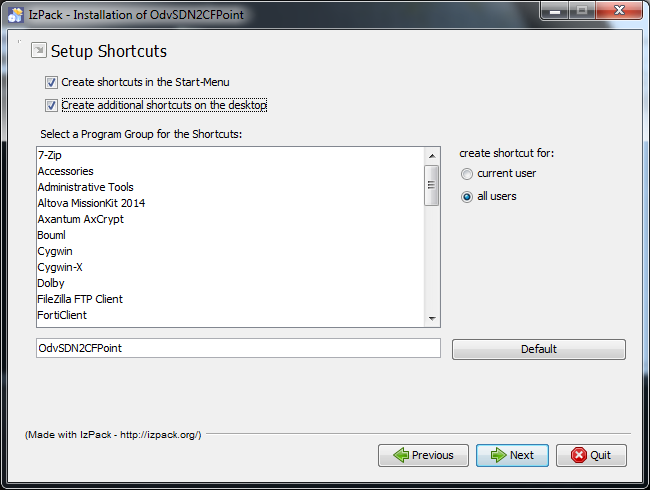 IzPack - Installation of OdvSDN2CFPoint
Setup Shortcuts
Create shortcuts in the Start-Menu
Create additional shortcuts on the desktop
Select a Program Group for the Shortcuts:
7-Zip
Accessories
Administrative Tools
Altova MissionKit 2014
Axantum AxCrypt
Bouml
Cygwin
Cygwin-X
Dolby
FileZilla FTP Client
FortiClient
create shortcut for:
current user
all users
OdvSDN2CFPoint
Default
(Made with IzPack - http://izpack.org/)
Previous
Next
Quit